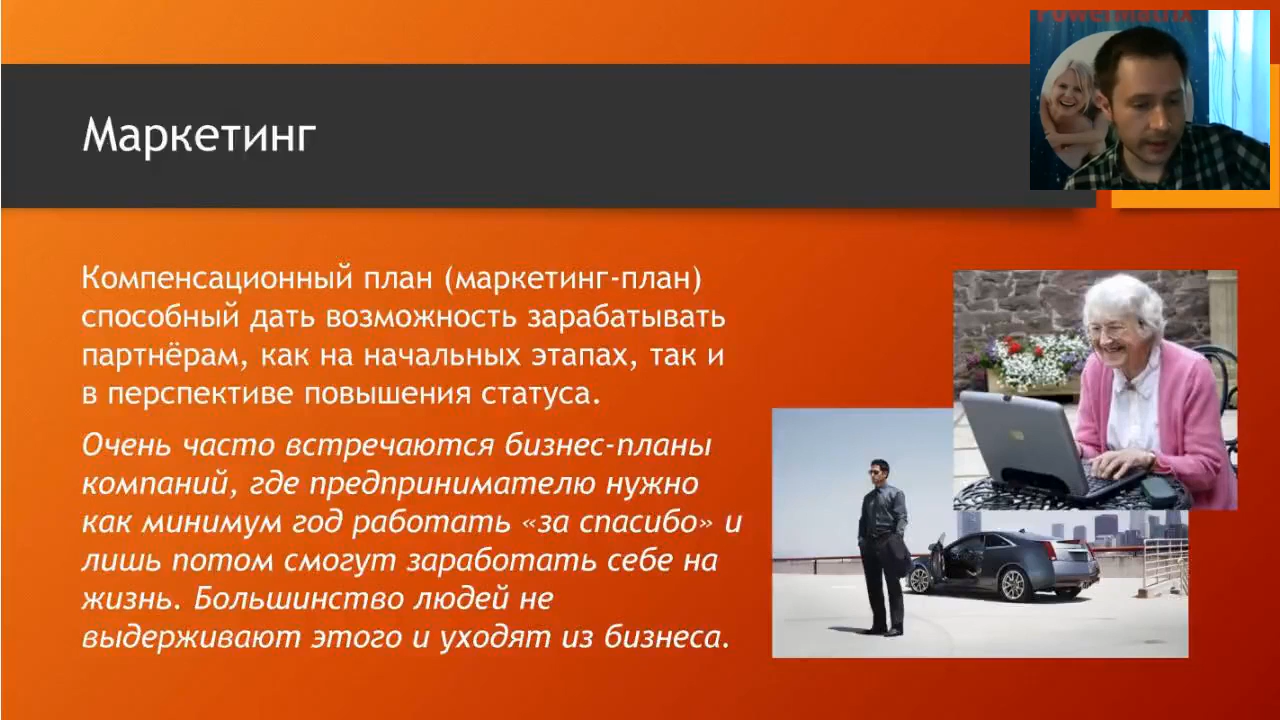 PowerMatrix
Маркетинг
Компенсационный план (маркетинг-план)
способный дать возможность зарабатывать
партнёрам, как на начальных этапах, так и
в перспективе повышения статуса.
Очень часто встречаются бизнес-планы
компаний, где предпринимателю нужно
как минимум год работать «за спасибо» и
лишь потом смогут заработать себе на
жизнь. Большинство людей не
выдерживают этого и уходят из бизнеса.